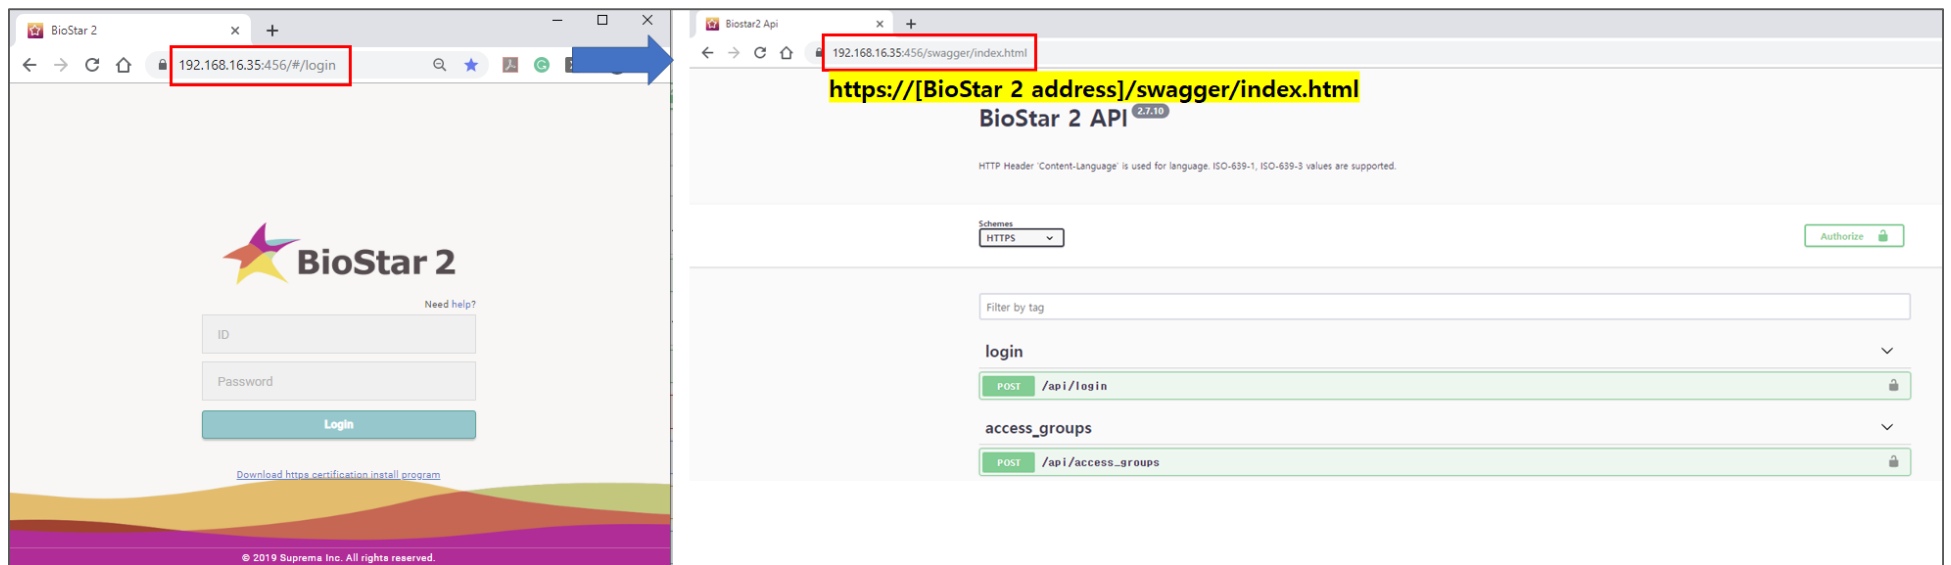 BioStar 2
192.168.16.35:456/#/login
BioStar 2
Need help?
ID
Password
Login
Download https certification install program
© 2019 Suprema Inc. All rights reserved.
Biostar2 Api
192.168.16.35:456/swagger/index.html
https://[BioStar 2 address]/swagger/index.html
BioStar 2 API 2.7.10
HTTP Header 'Content-Language' is used for language. ISO-639-1, ISO-639-3 values are supported.
Schemes
HTTPS
Authorize
Filter by tag
login
POST /api/login
access_groups
POST /api/access_groups